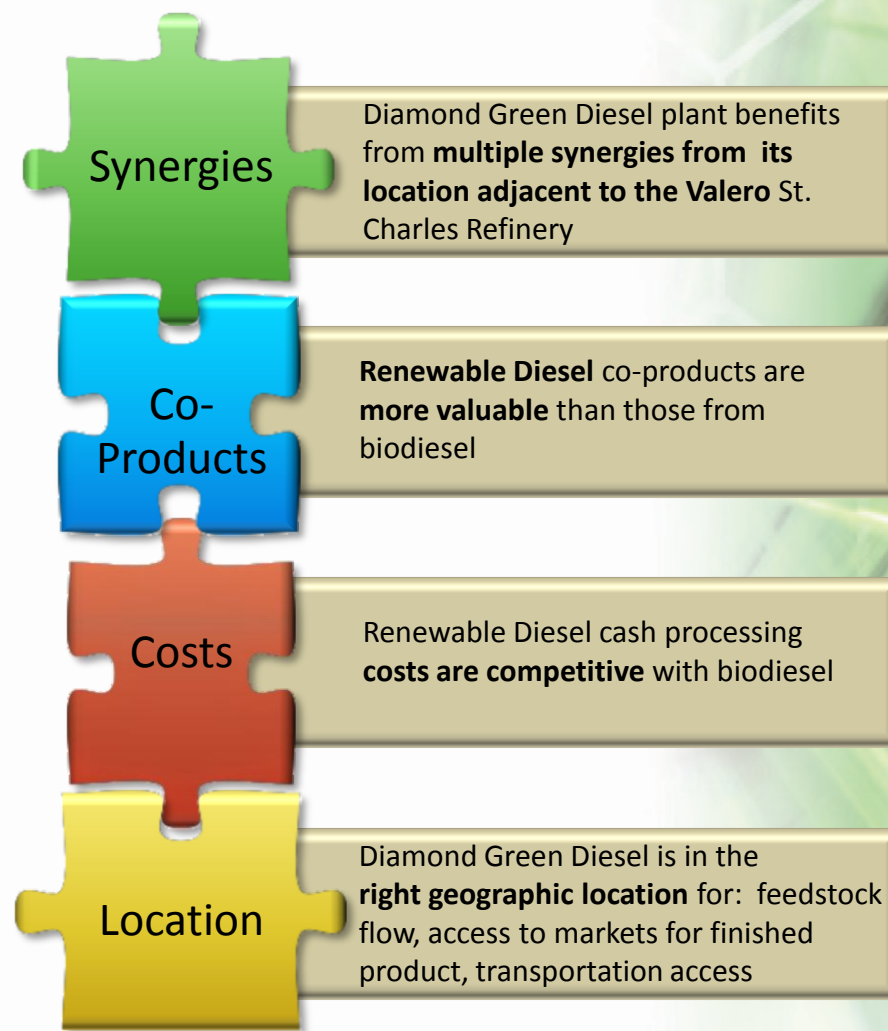 Synergies
Diamond Green Diesel plant benefits
from multiple synergies from its
location adjacent to the Valero St.
Charles Refinery
Co-
Products
Renewable Diesel co-products are
more valuable than those from
biodiesel
Costs
Renewable Diesel cash processing
costs are competitive with biodiesel
Location
Diamond Green Diesel is in the
right geographic location for: feedstock
flow, access to markets for finished
product, transportation access